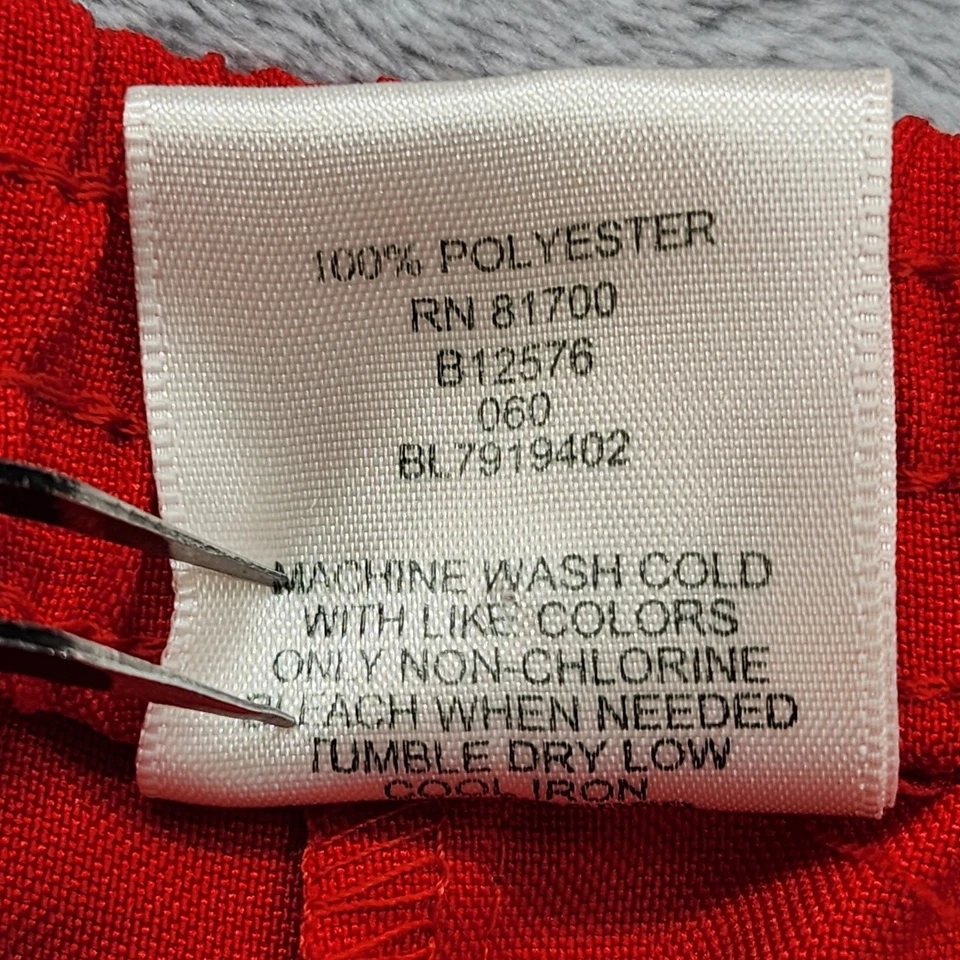 100% POLYESTER
RN 81700
B12576
060
BL7919402
MACHINE WASH COLD
WITH LIKE COLORS
ONLY NON-CHLORINE
BLEACH WHEN NEEDED
TUMBLE DRY LOW
COOL IRON